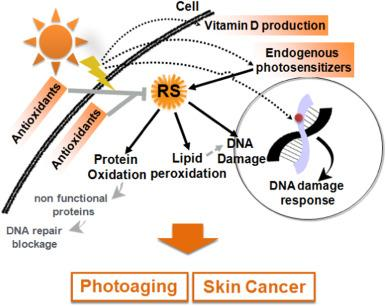 Cell
Vitamin D production
Endogenous
photosensitizers
Antioxidants
Antioxidants
RS
Protein
Oxidation
Lipid
peroxidation
DNA
Damage
DNA damage
response
non functional
proteins
DNA repair
blockage
Photoaging
Skin Cancer